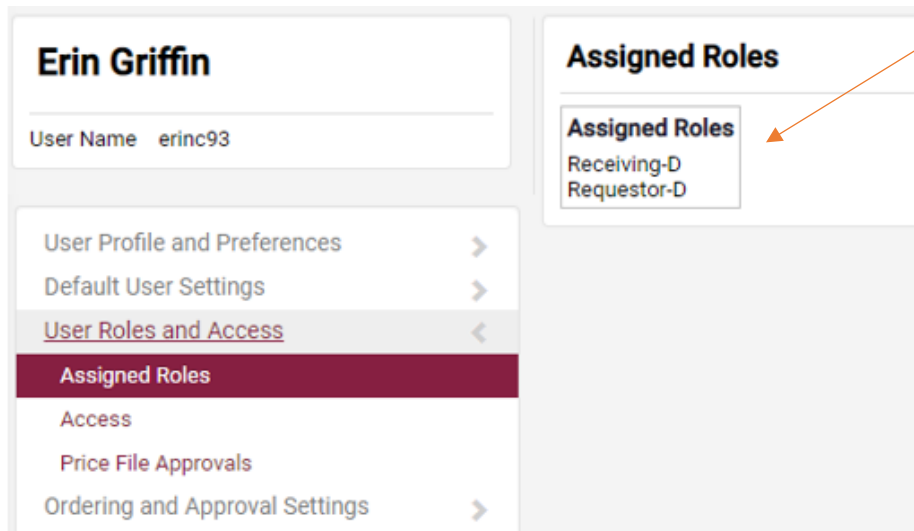 Erin Griffin
User Name erinc93
User Profile and Preferences
Default User Settings
User Roles and Access
Assigned Roles
Access
Price File Approvals
Ordering and Approval Settings
Assigned Roles
Assigned Roles
Receiving-D
Requestor-D